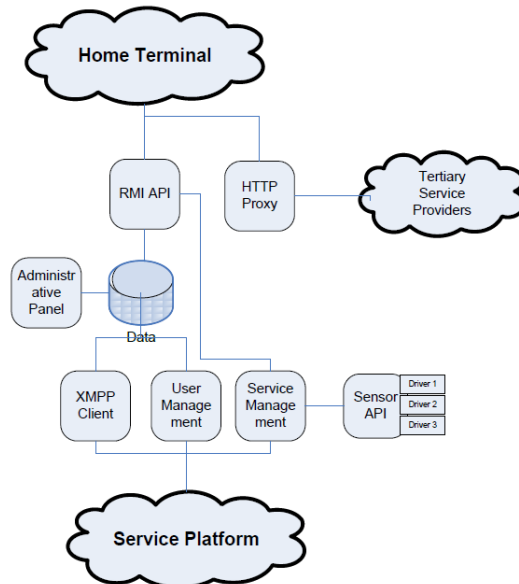 Home Terminal
RMI API
HTTP
Proxy
Tertiary
Service
Providers
Administr
ative
Panel
Data
XMPP
Client
User
Manage
ment
Service
Manage
ment
Sensor
API
Driver 1
Driver 2
Driver 3
Service Platform